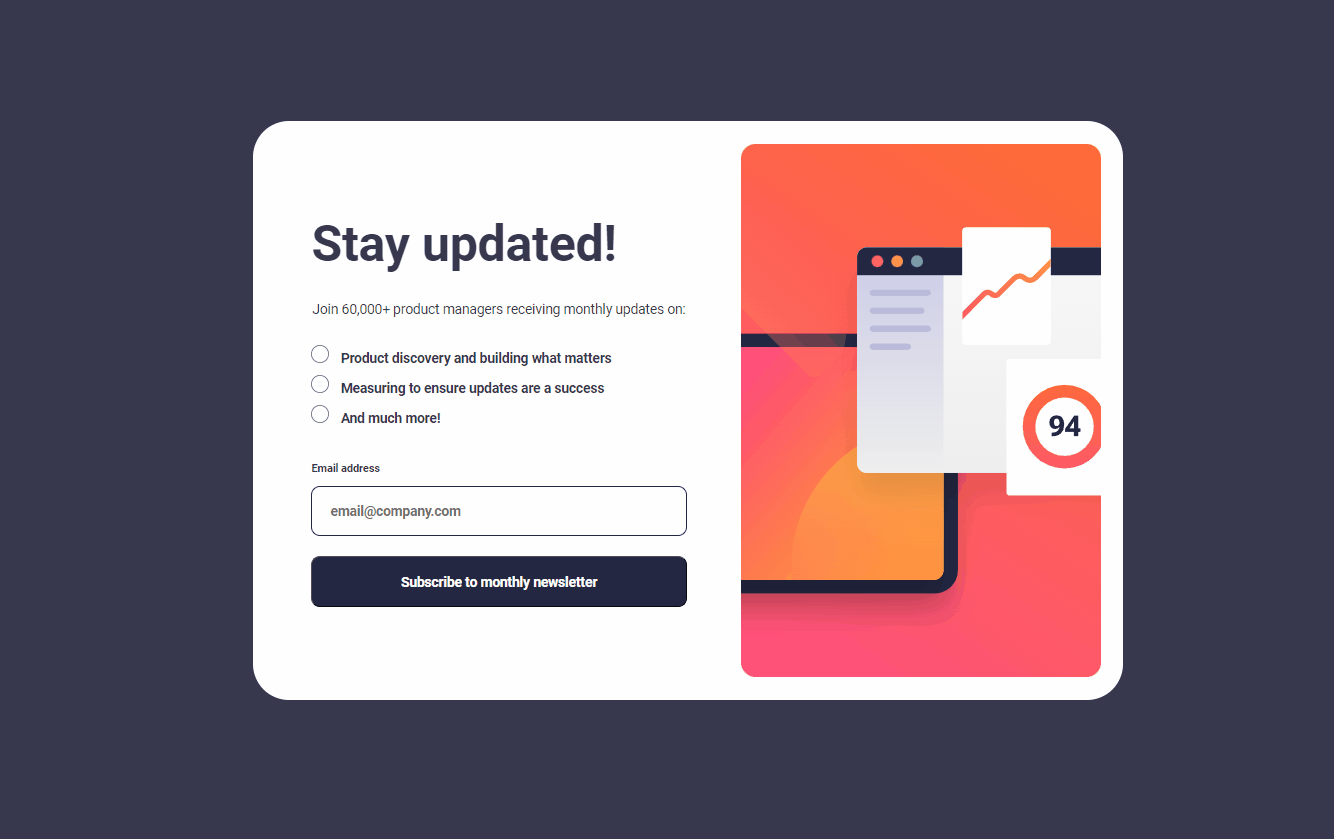 Stay updated!
Join 60,000+ product managers receiving monthly updates on:
Product discovery and building what matters
Measuring to ensure updates are a success
And much more!
Email address
email@company.com
Subscribe to monthly newsletter
94